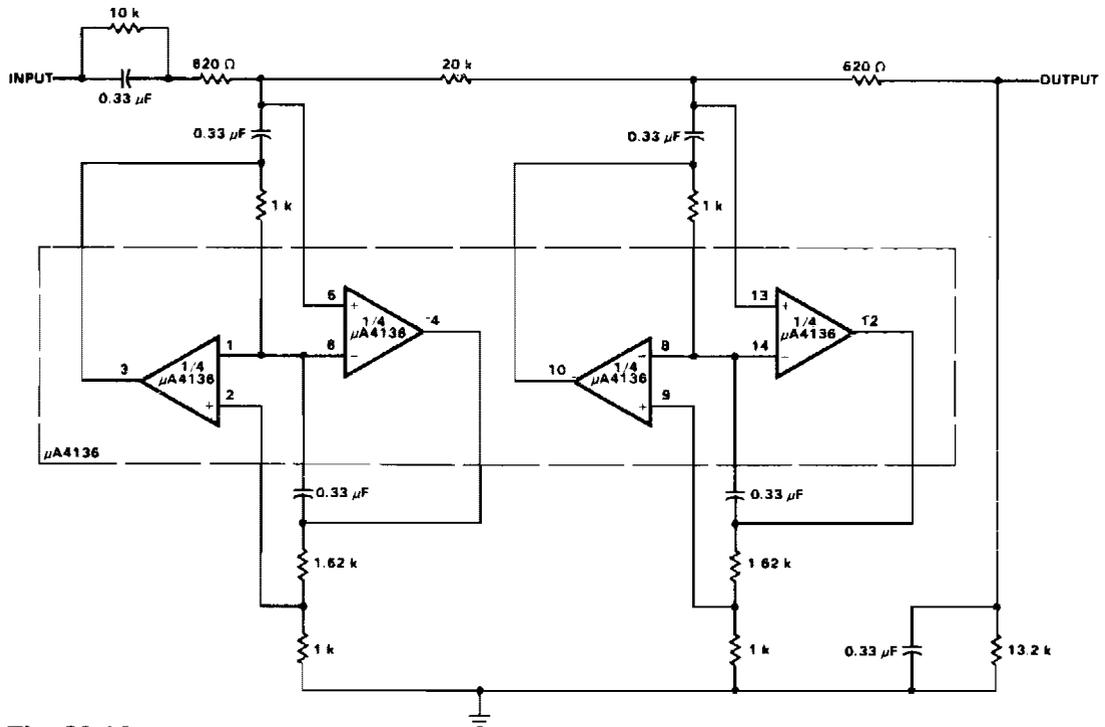 10 k
INPUT
820 Ω
20 k
620 Ω
OUTPUT
0.33 µF
0.33 µF
0.33 µF
1 k
1 k
5
+
1/4
µA4136
4
6
−
13
+
1/4
µA4136
12
14
−
1
3
1/4
µA4136
2
+
8
−
10
1/4
µA4136
9
+
µA4136
0.33 µF
0.33 µF
1.62 k
1 62 k
1 k
1 k
0.33 µF
13.2 k